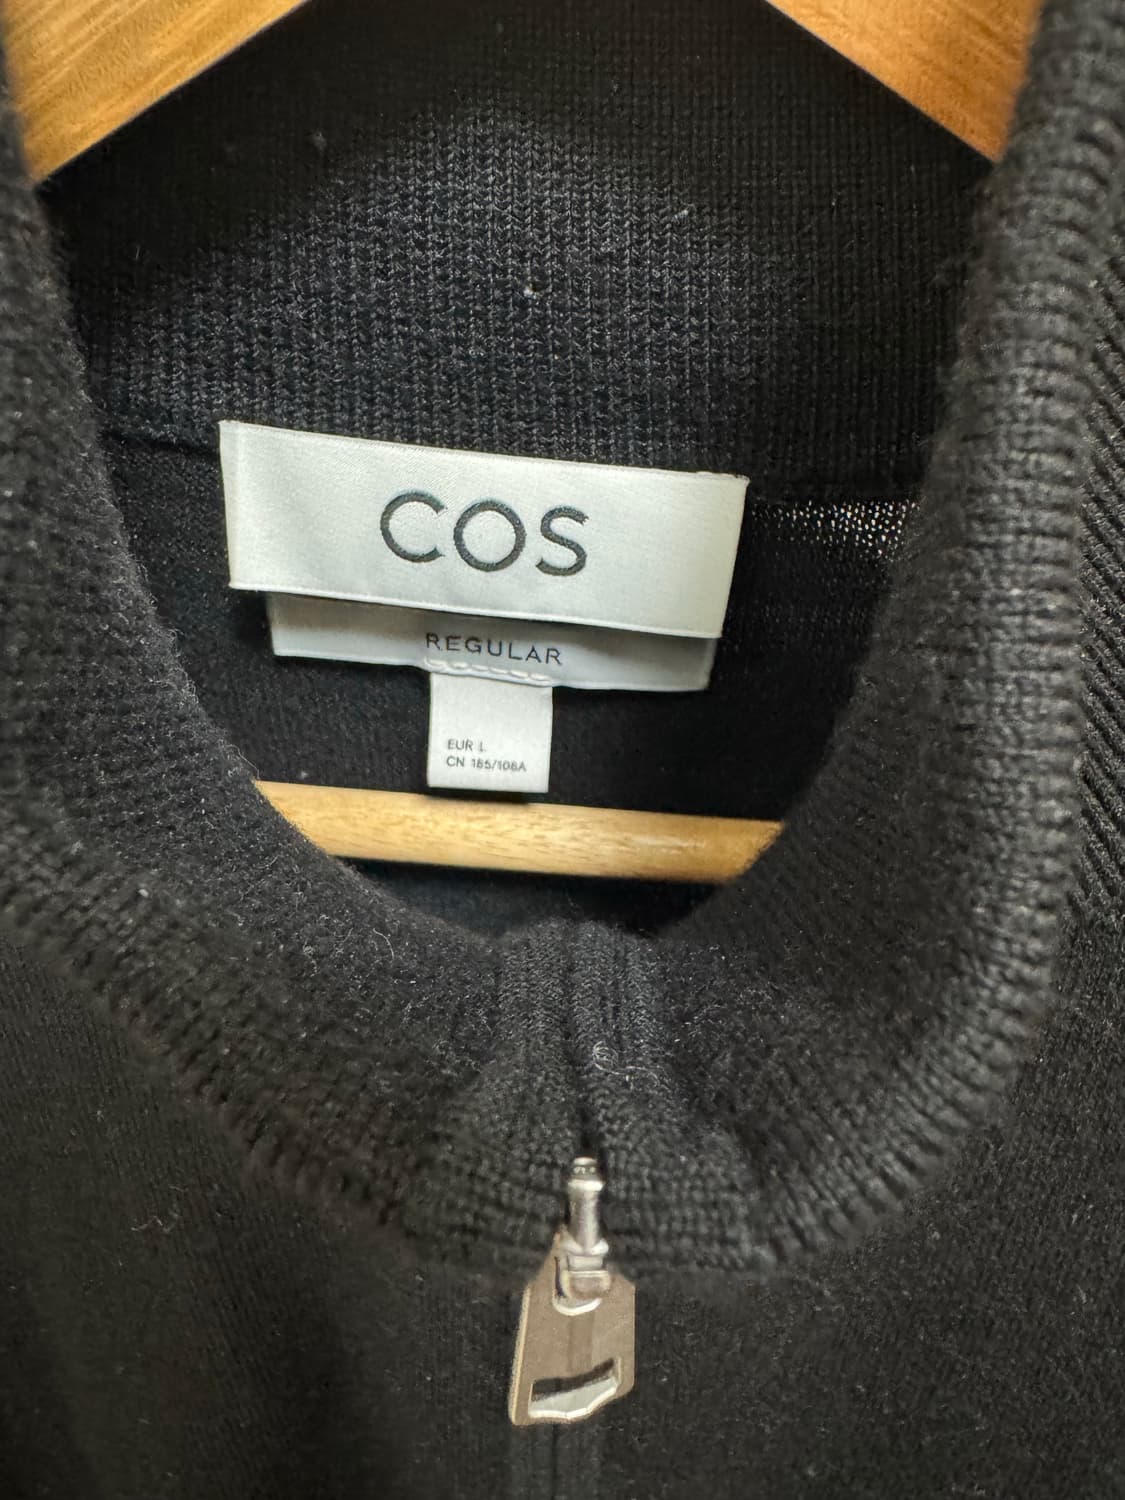 COS
REGULAR
EUR L
CN 185/108A